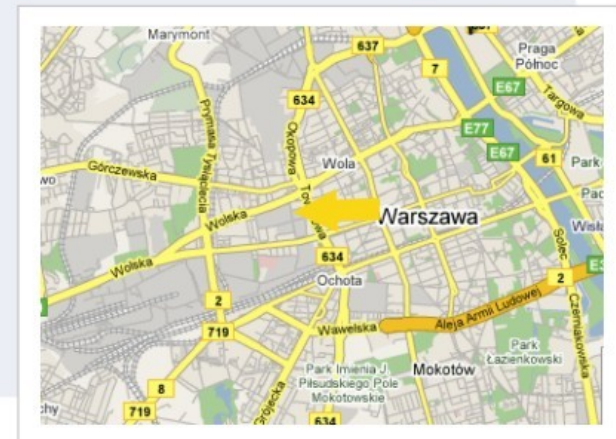 Marymont
637
Praga
Północ
7
E67
Targowa
634
Prymasa Tysiąclecia
Okopowa
E77
Wola
E67
61
Górczewska
Park
Wolska
Warszawa
634
Solec
Wolska
Ochota
2
2
Aleja Armii Ludowej
Czerniakowska
719
Wawelska
Park
Łazienkowski
Mokotów
Park Imienia J
Piłsudskiego Pole
Mokotowskie
8
Grójecka
719
634